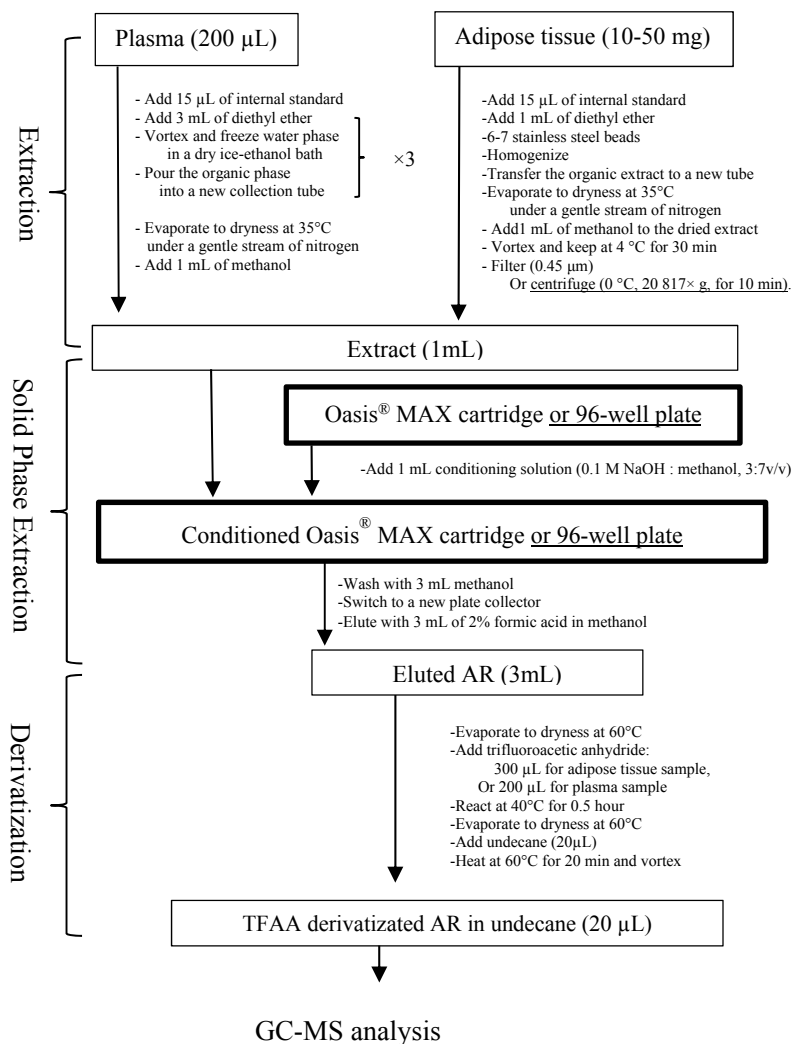 Plasma (200 µL)
- Add 15 µL of internal standard
- Add 3 mL of diethyl ether
- Vortex and freeze water phase
in a dry ice-ethanol bath
- Pour the organic phase
into a new collection tube
×3
- Evaporate to dryness at 35°C
under a gentle stream of nitrogen
- Add 1 mL of methanol
Adipose tissue (10-50 mg)
-Add 15 µL of internal standard
-Add 1 mL of diethyl ether
-6-7 stainless steel beads
-Homogenize
-Transfer the organic extract to a new tube
-Evaporate to dryness at 35°C
under a gentle stream of nitrogen
- Add1 mL of methanol to the dried extract
- Vortex and keep at 4 °C for 30 min
- Filter (0.45 µm)
Or centrifuge (0 °C, 20 817× g, for 10 min).
Extraction
Extract (1mL)
Solid Phase Extraction
Oasis® MAX cartridge or 96-well plate
-Add 1 mL conditioning solution (0.1 M NaOH : methanol, 3:7v/v)
Conditioned Oasis® MAX cartridge or 96-well plate
-Wash with 3 mL methanol
-Switch to a new plate collector
-Elute with 3 mL of 2% formic acid in methanol
Eluted AR (3mL)
Derivatization
-Evaporate to dryness at 60°C
-Add trifluoroacetic anhydride:
300 µL for adipose tissue sample,
Or 200 µL for plasma sample
-React at 40°C for 0.5 hour
-Evaporate to dryness at 60°C
-Add undecane (20µL)
-Heat at 60°C for 20 min and vortex
TFAA derivatizated AR in undecane (20 µL)
GC-MS analysis